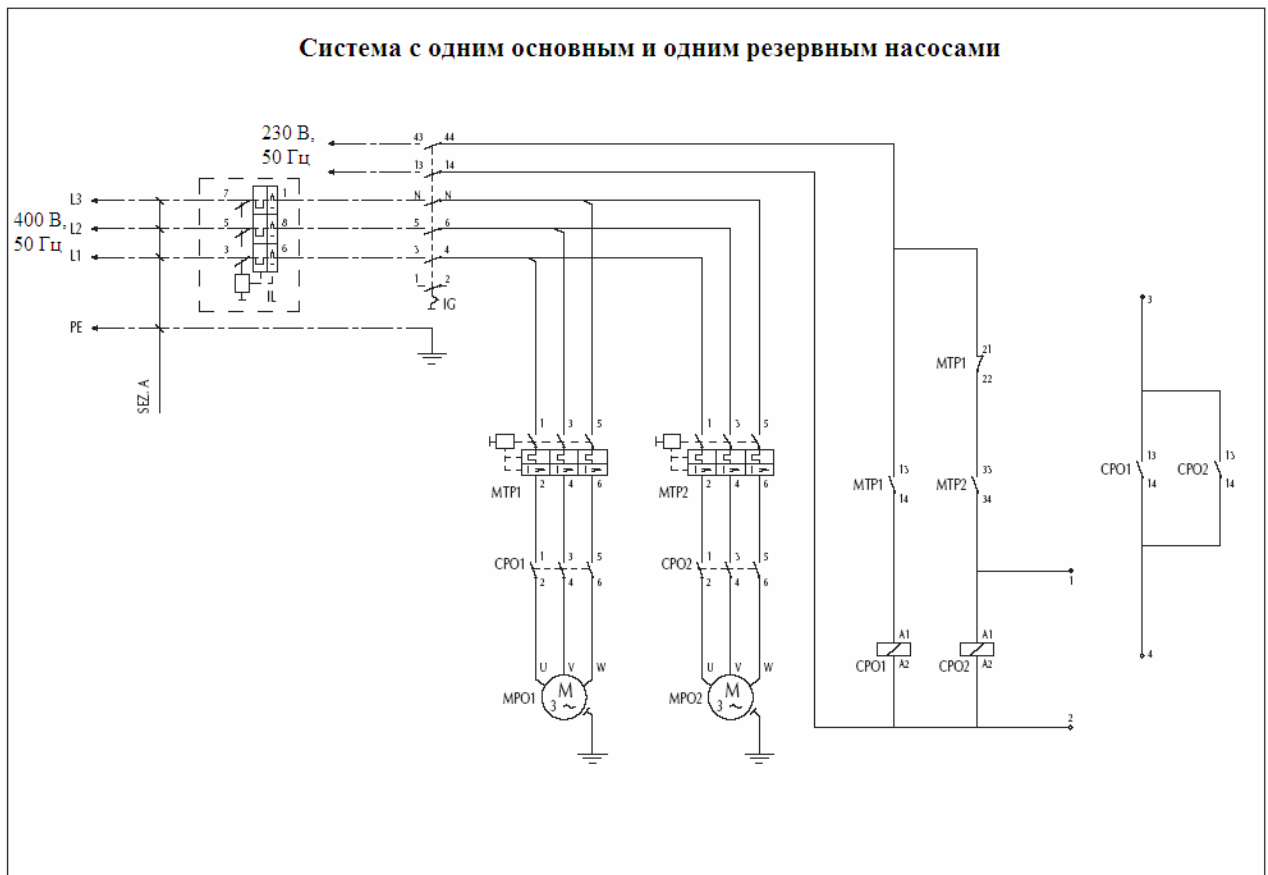 Система с одним основным и одним резервным насосами
230 В,
50 Гц
43 44
13 14
L3 7 1 N N
400 В,
50 Гц
L2 5 8 5 6
L1 3 6 3 4
IL
1 2
IG
PE
SEZ. A
3
MTP1
21
22
1 3 5
1 3 5
MTP1
2 4 6
MTP2
2 4 6
MTP1
13
14
MTP2
33
34
CPO1
13
14
CPO2
13
14
CPO1
1 3 5
2 4 6
CPO2
1 3 5
2 4 6
1
CPO1
A1
A2
CPO2
A1
A2
4
U V W
MPO1
M
3 ~
U V W
MPO2
M
3 ~
2